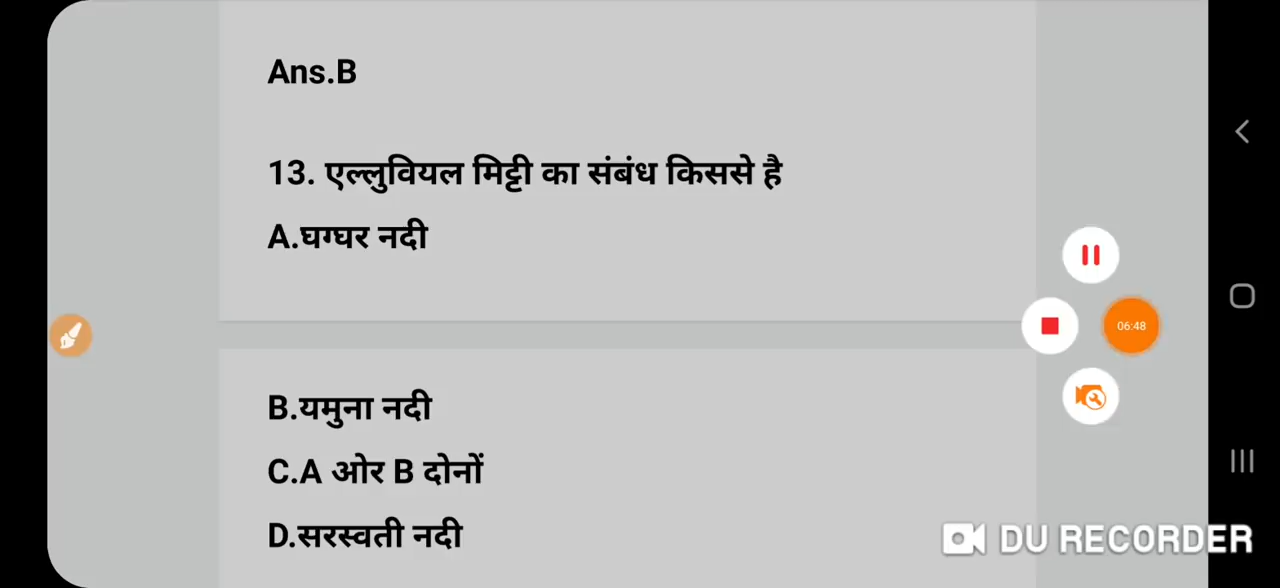 Ans.B
13. एल्लुवियल मिट्टी का संबंध किससे है
A.घग्घर नदी
06:48
B.यमुना नदी
C.A ओर B दोनों
D.सरस्वती नदी
DU RECORDER